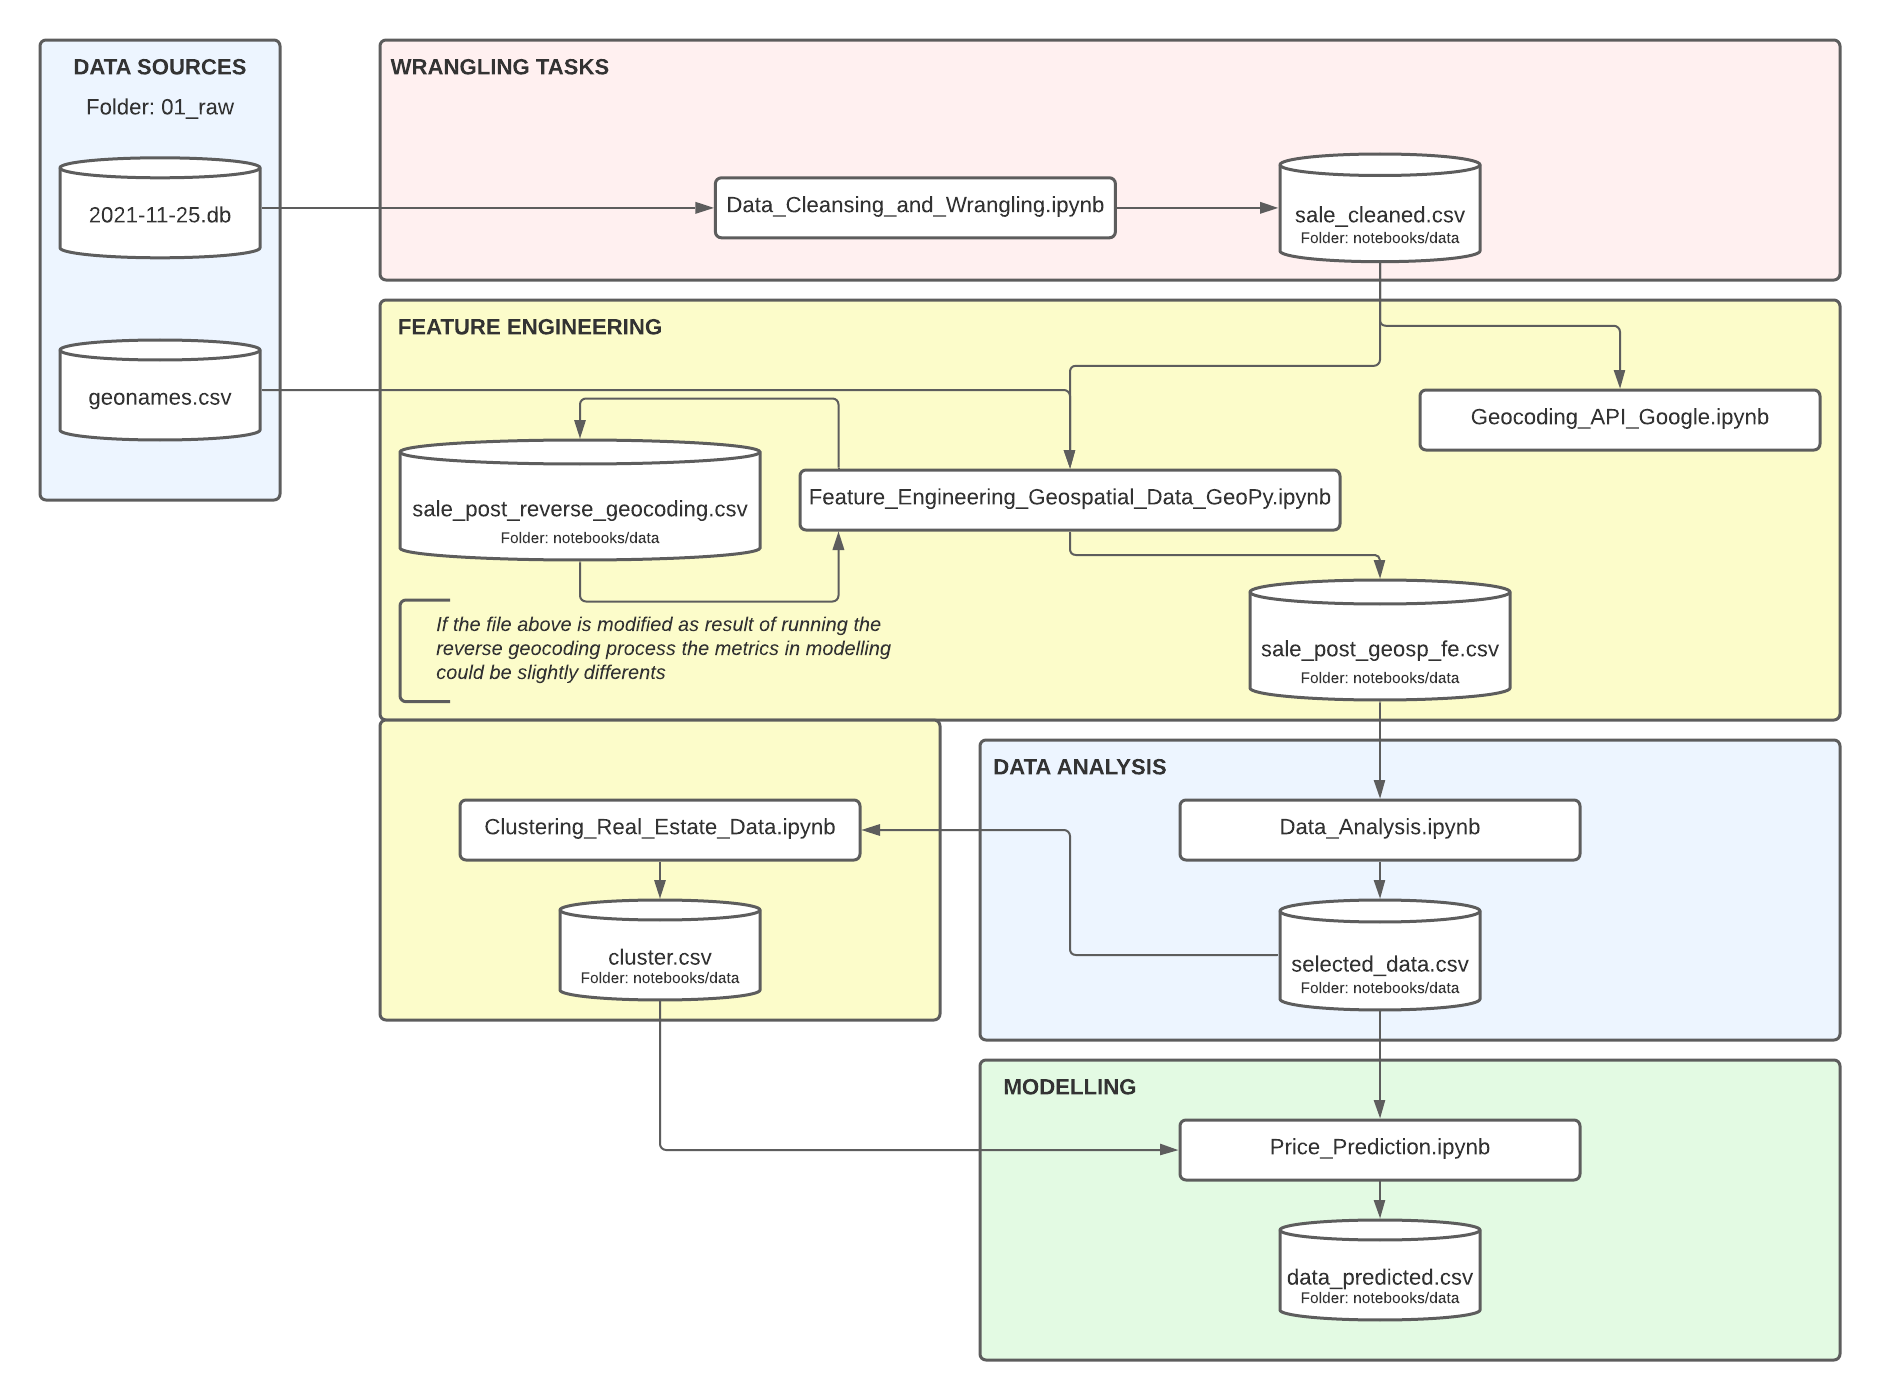 DATA SOURCES
Folder: 01_raw
2021-11-25.db
geonames.csv
WRANGLING TASKS
Data_Cleansing_and_Wrangling.ipynb
sale_cleaned.csv
Folder: notebooks/data
FEATURE ENGINEERING
Geocoding_API_Google.ipynb
sale_post_reverse_geocoding.csv
Folder: notebooks/data
Feature_Engineering_Geospatial_Data_GeoPy.ipynb
If the file above is modified as result of running the
reverse geocoding process the metrics in modelling
could be slightly differents
sale_post_geosp_fe.csv
Folder: notebooks/data
Clustering_Real_Estate_Data.ipynb
cluster.csv
Folder: notebooks/data
DATA ANALYSIS
Data_Analysis.ipynb
selected_data.csv
Folder: notebooks/data
MODELLING
Price_Prediction.ipynb
data_predicted.csv
Folder: notebooks/data